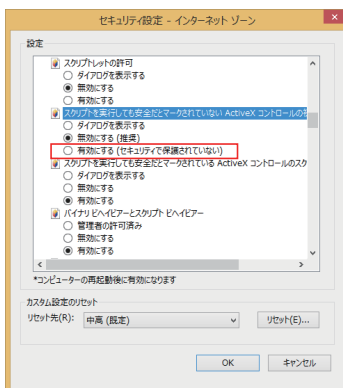 セキュリティ設定 - インターネット ゾーン
設定
スクリプトレットの許可
ダイアログを表示する
無効にする
有効にする
スクリプトを実行しても安全だとマークされていない ActiveX コントロールの
ダイアログを表示する
無効にする (推奨)
有効にする (セキュリティで保護されていない)
スクリプトを実行しても安全だとマークされている ActiveX コントロールのスク
ダイアログを表示する
無効にする
有効にする
バイナリ ビヘイビアーとスクリプト ビヘイビアー
管理者の許可済み
無効にする
有効にする
*コンピューターの再起動後に有効になります
カスタム設定のリセット
リセット先(R): 中高 (既定) リセット(E)...
OK キャンセル